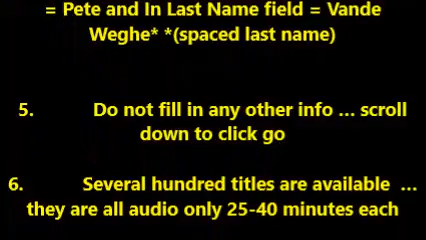 = Pete and In Last Name field = Vande
Weghe* *(spaced last name)
5. Do not fill in any other info ... scroll
down to click go
6. Several hundred titles are available ...
they are all audio only 25-40 minutes each